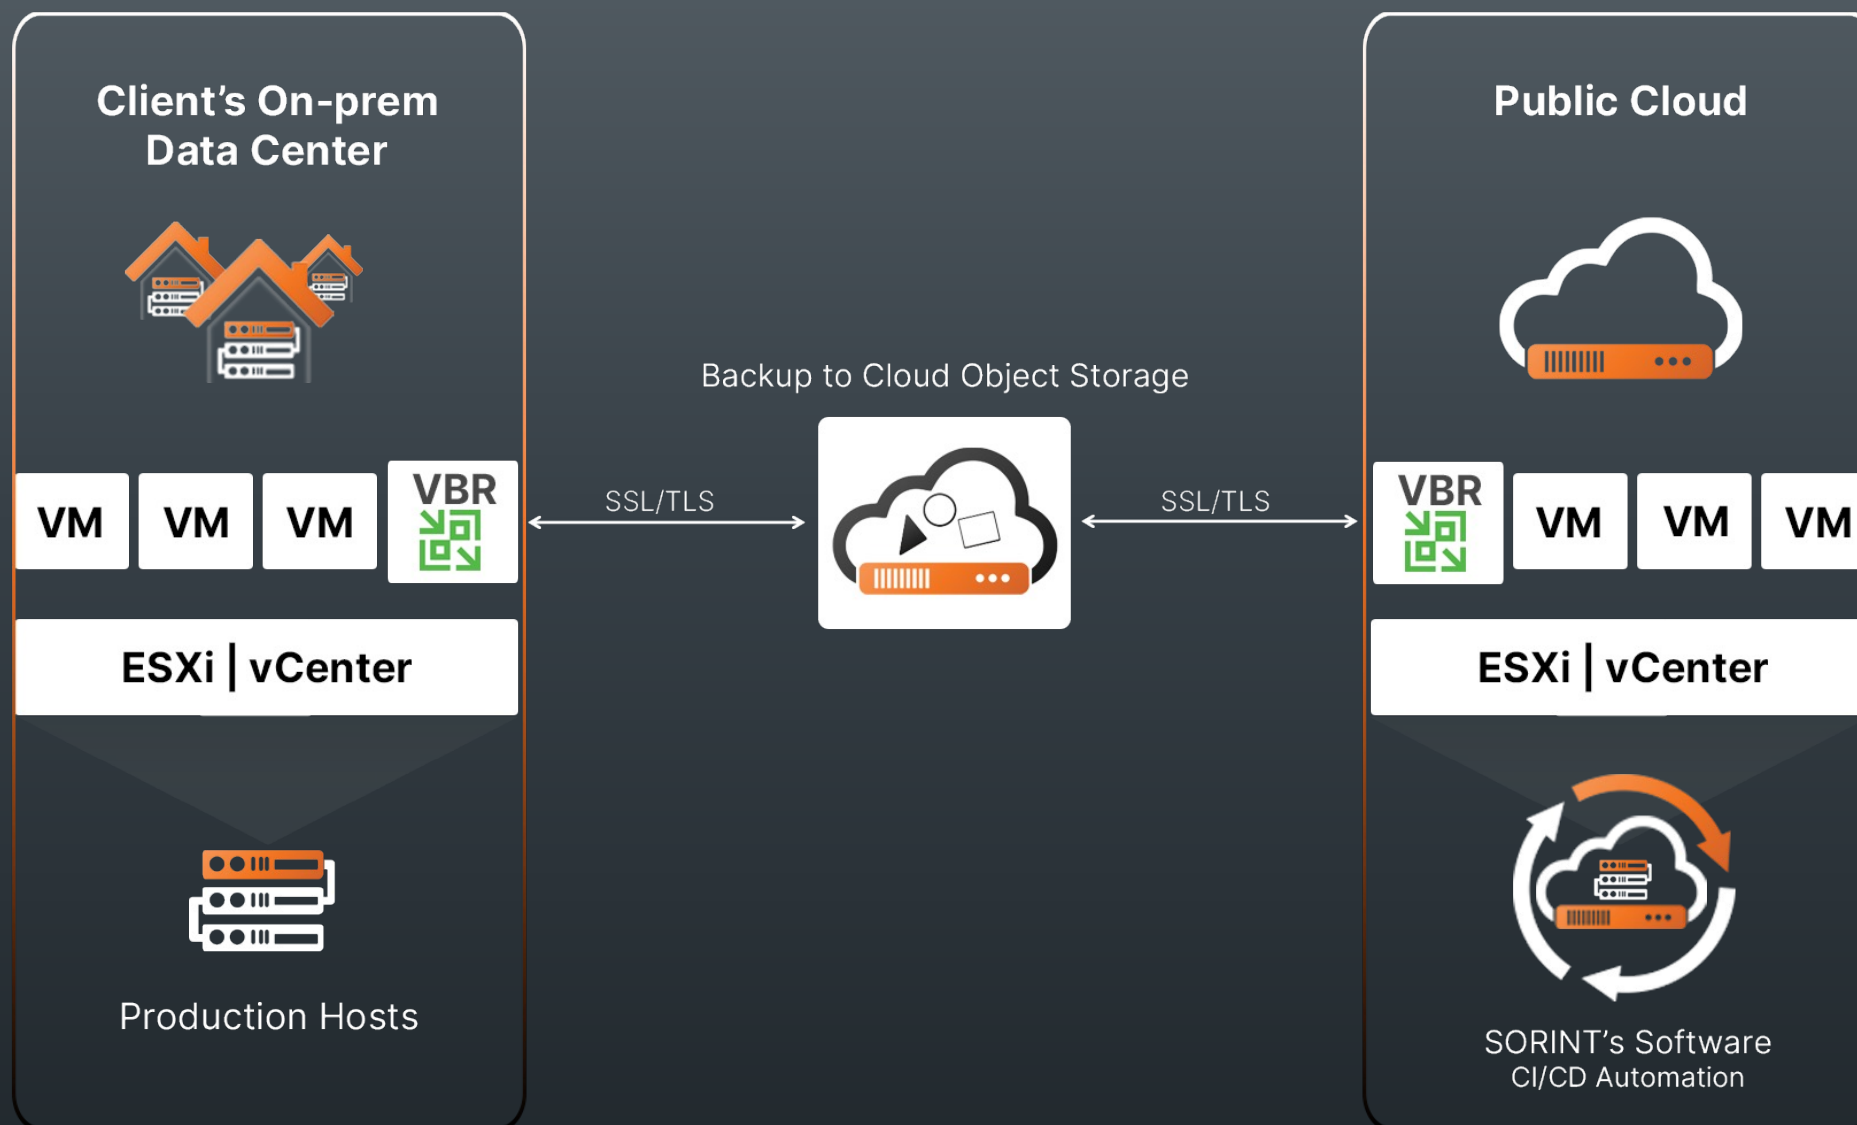 Client’s On-prem
Data Center
VM VM VM VBR
ESXi | vCenter
Production Hosts
Backup to Cloud Object Storage
SSL/TLS
SSL/TLS
Public Cloud
VBR VM VM VM
ESXi | vCenter
SORINT’s Software
CI/CD Automation